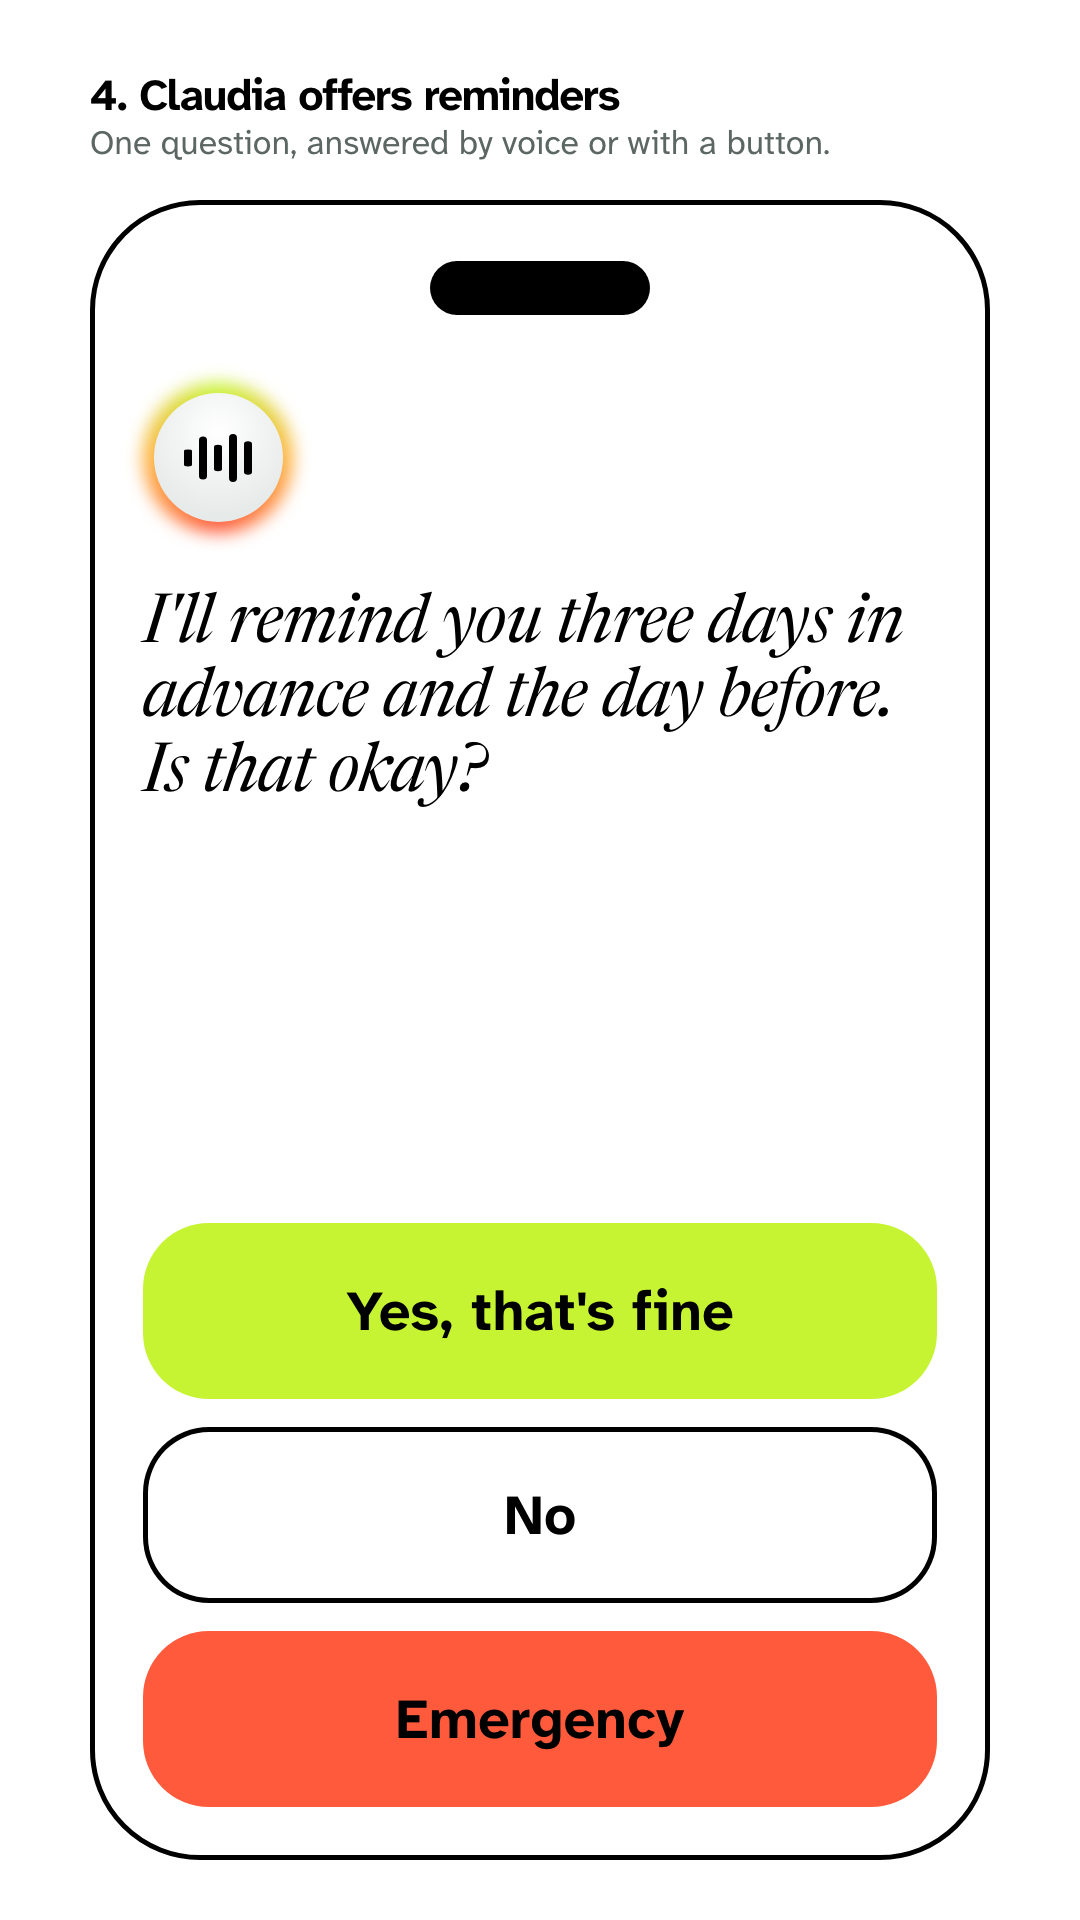 4. Claudia offers reminders
One question, answered by voice or with a button.
I'll remind you three days in
advance and the day before.
Is that okay?
Yes, that's fine
No
Emergency